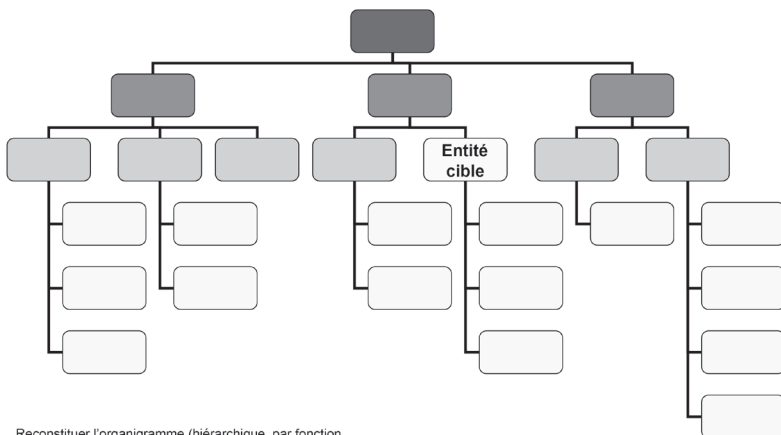 Entité
cible
Reconstituer l'organigramme (hiérarchique, par fonction